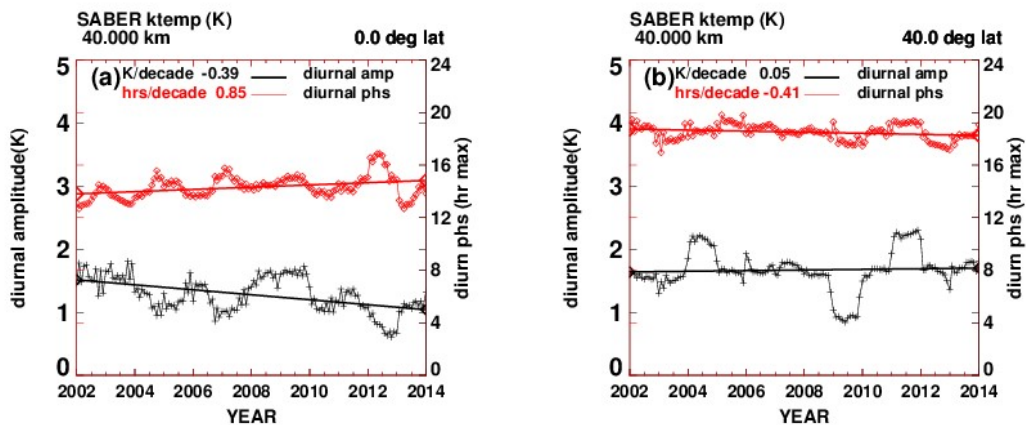 SABER ktemp (K)
40.000 km 0.0 deg lat
(a) K/decade -0.39 diurnal amp
hrs/decade 0.85 diurnal phs
5
4
3
2
1
0
diurnal amplitude(K)
24
20
16
12
8
4
0
diurn phs (hr max)
2002 2004 2006 2008 2010 2012 2014
YEAR
SABER ktemp (K)
40.000 km 40.0 deg lat
(b) K/decade 0.05 diurnal amp
hrs/decade -0.41 diurnal phs
5
4
3
2
1
0
diurnal amplitude(K)
24
20
16
12
8
4
0
diurn phs (hr max)
2002 2004 2006 2008 2010 2012 2014
YEAR